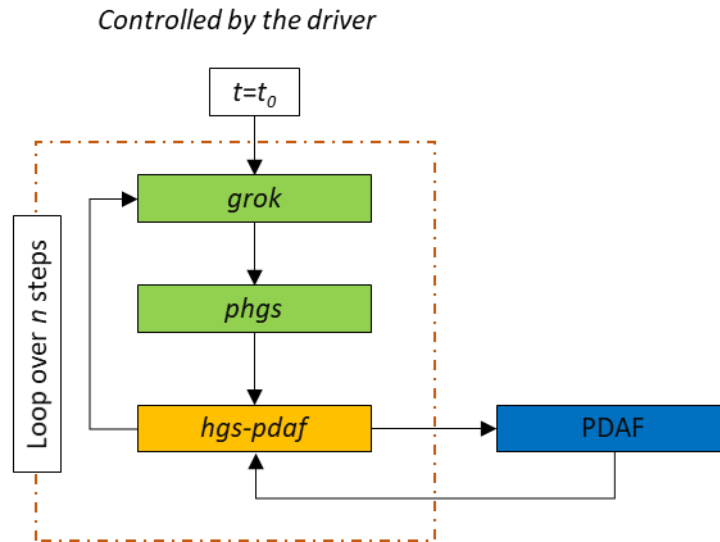 Controlled by the driver
t=t₀
grok
Loop over n steps
phgs
hgs-pdaf
PDAF